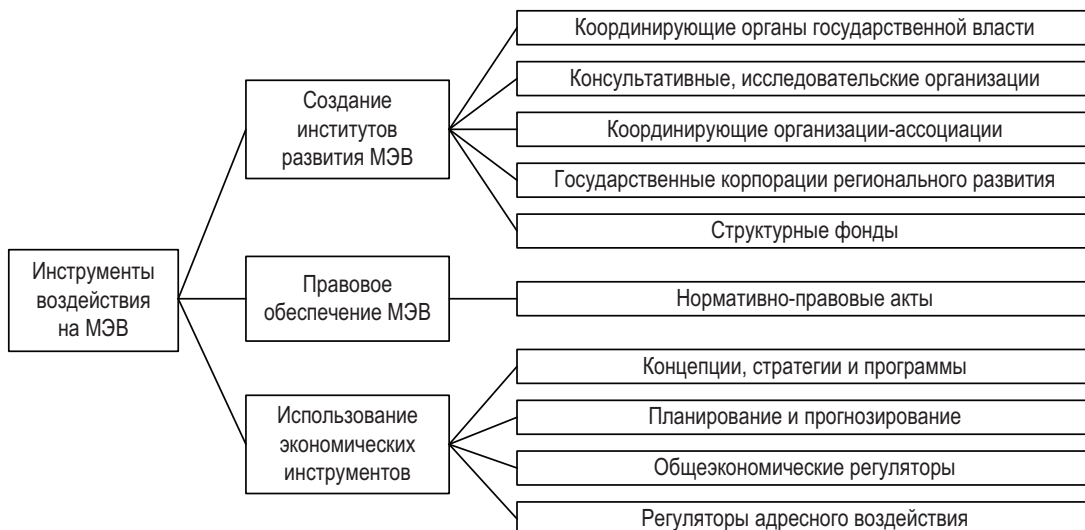 Инструменты
воздействия
на МЭВ
Создание
институтов
развития МЭВ
Координирующие органы государственной власти
Консультативные, исследовательские организации
Координирующие организации-ассоциации
Государственные корпорации регионального развития
Структурные фонды
Правовое
обеспечение МЭВ
Нормативно-правовые акты
Использование
экономических
инструментов
Концепции, стратегии и программы
Планирование и прогнозирование
Общеэкономические регуляторы
Регуляторы адресного воздействия